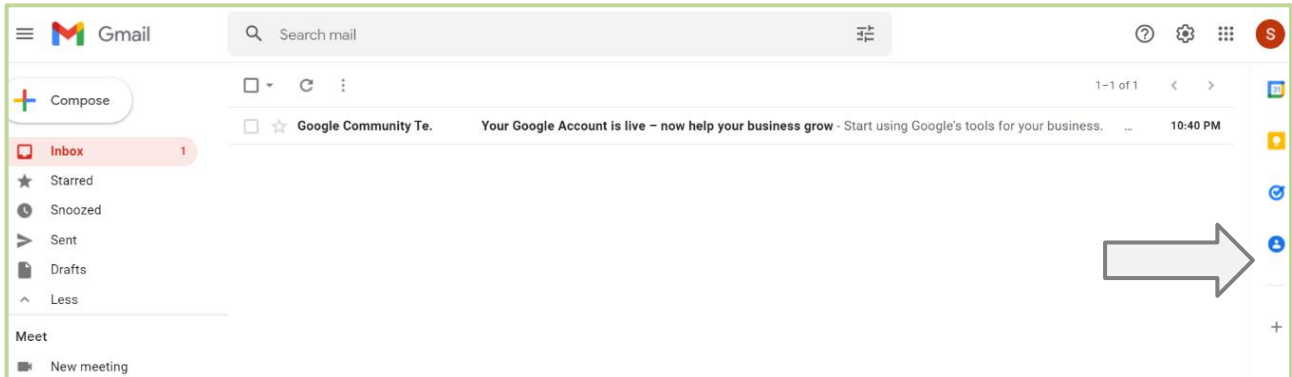 Gmail
Search mail
S
Compose
1–1 of 1
31
Google Community Te. Your Google Account is live – now help your business grow - Start using Google's tools for your business. ... 10:40 PM
Inbox 1
Starred
Snoozed
Sent
Drafts
Less
Meet
New meeting